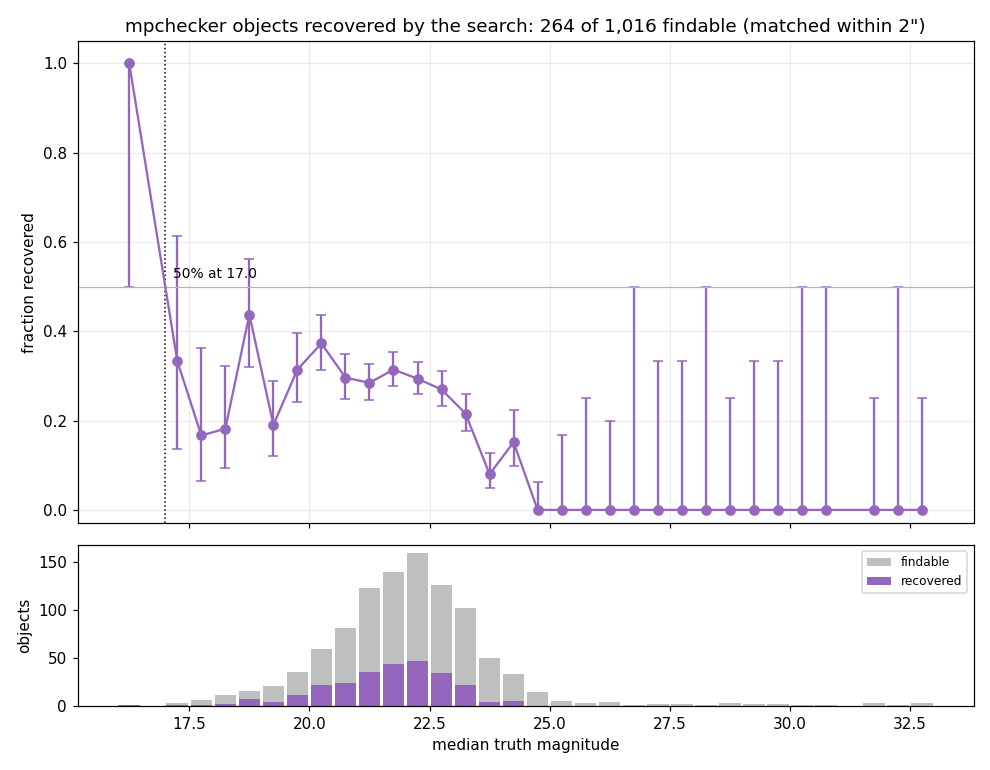 mpchecker objects recovered by the search: 264 of 1,016 findable (matched within 2")
1.0
0.8
0.6
0.4
0.2
0.0
fraction recovered
50% at 17.0
150
100
50
0
objects
findable
recovered
17.5 20.0 22.5 25.0 27.5 30.0 32.5
median truth magnitude